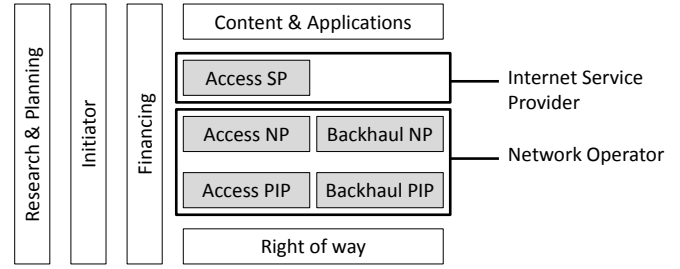 Research & Planning
Initiator
Financing
Content & Applications
Access SP
Internet Service
Provider
Access NP
Backhaul NP
Network Operator
Access PIP
Backhaul PIP
Right of way